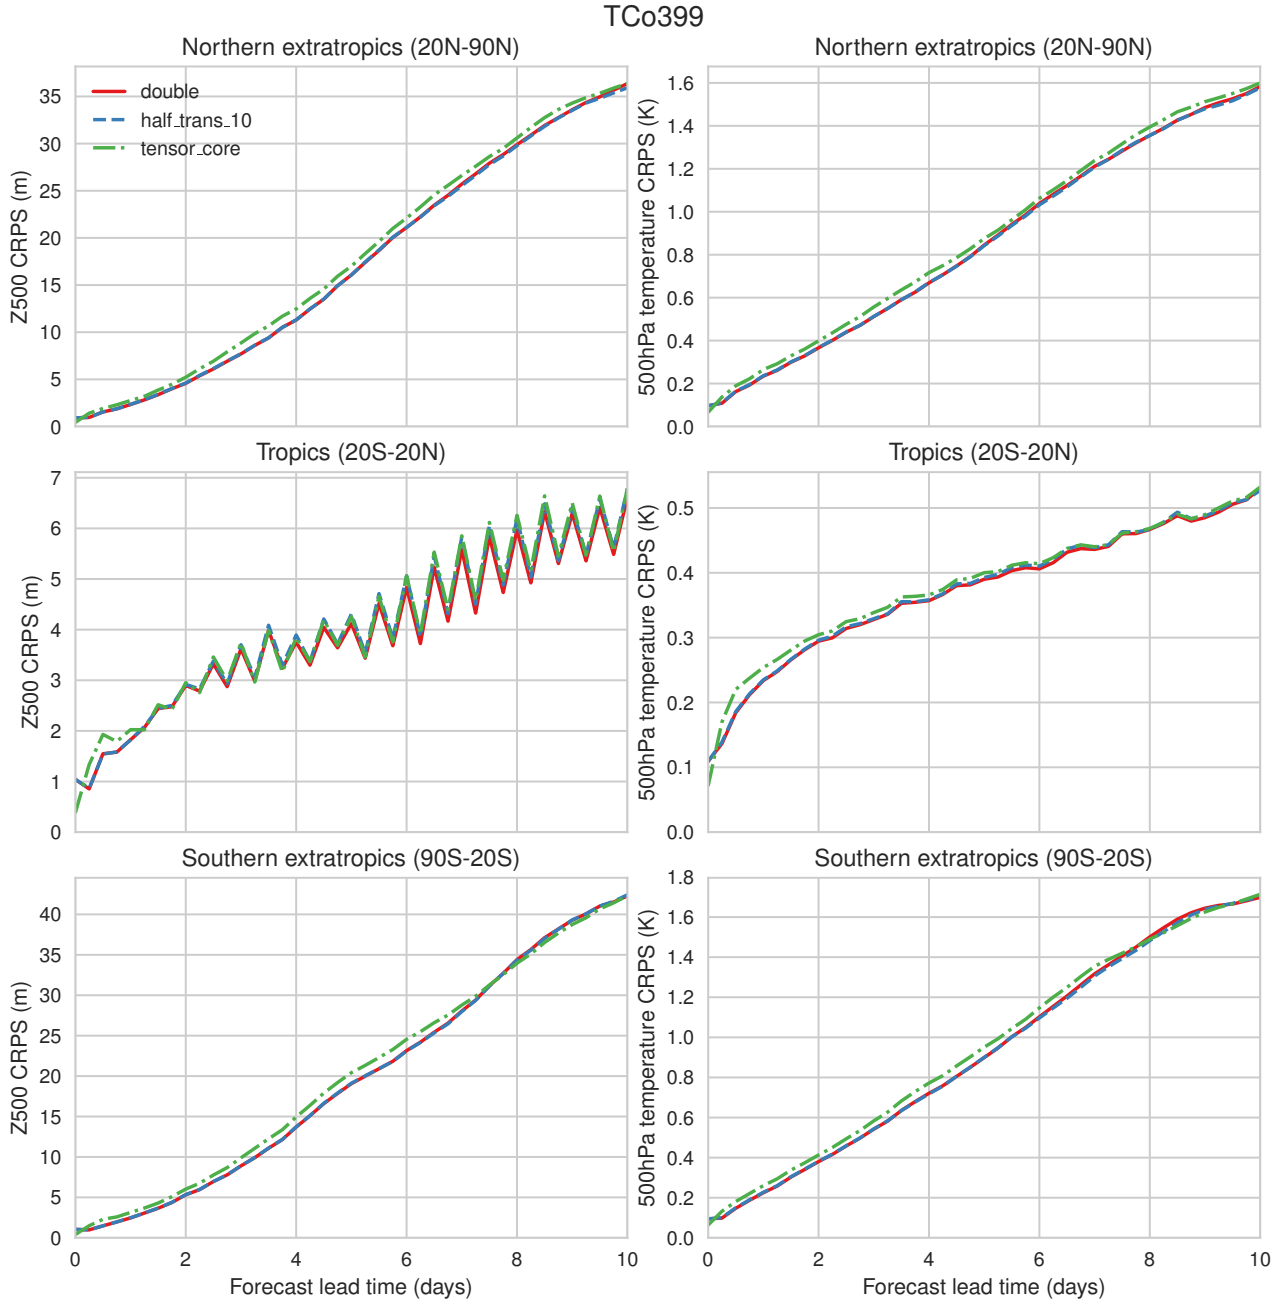 TCo399
Northern extratropics (20N-90N)
Northern extratropics (20N-90N)
double
half_trans_10
tensor_core
Z500 CRPS (m)
0
5
10
15
20
25
30
35
500hPa temperature CRPS (K)
0.0
0.2
0.4
0.6
0.8
1.0
1.2
1.4
1.6
Tropics (20S-20N)
Tropics (20S-20N)
Z500 CRPS (m)
0
1
2
3
4
5
6
7
500hPa temperature CRPS (K)
0.0
0.1
0.2
0.3
0.4
0.5
Southern extratropics (90S-20S)
Southern extratropics (90S-20S)
Z500 CRPS (m)
0
5
10
15
20
25
30
35
40
500hPa temperature CRPS (K)
0.0
0.2
0.4
0.6
0.8
1.0
1.2
1.4
1.6
1.8
0 2 4 6 8 10
0 2 4 6 8 10
Forecast lead time (days)
Forecast lead time (days)